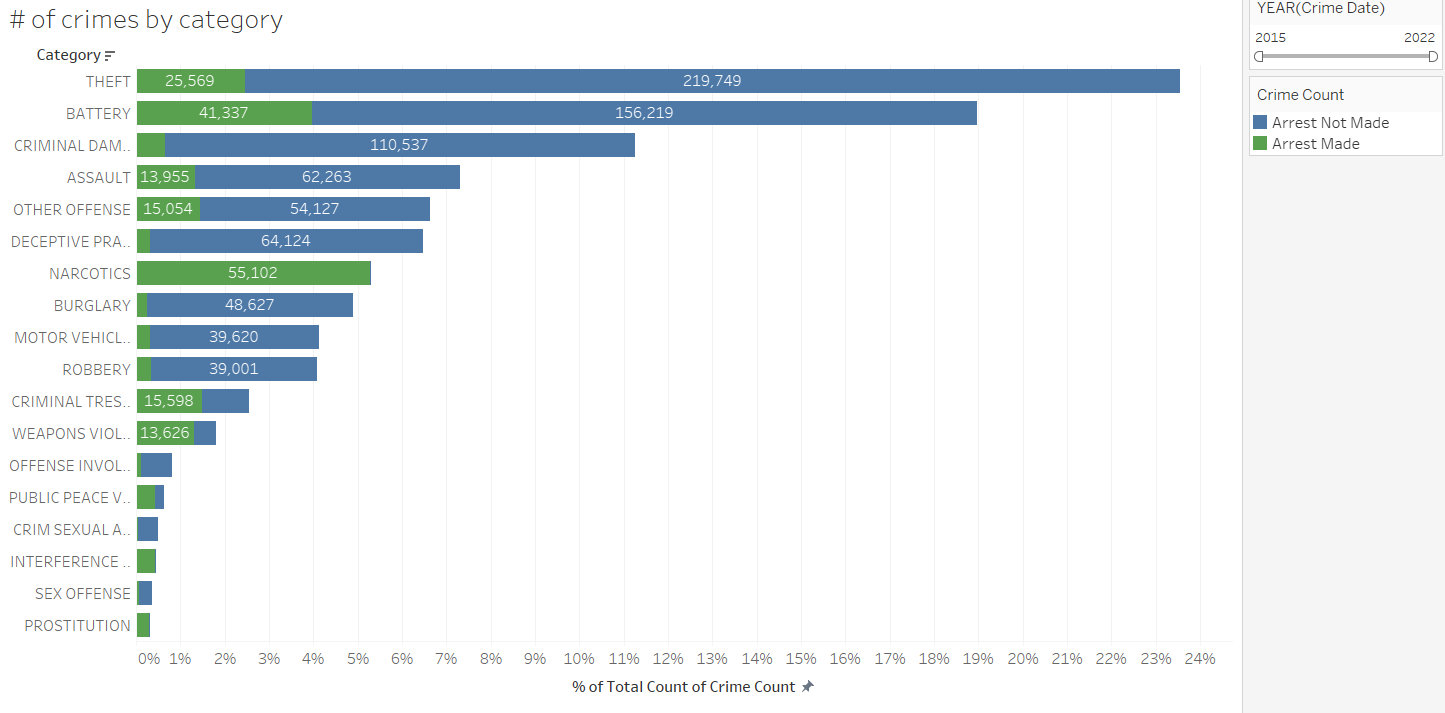 # of crimes by category
Category
THEFT 25,569 219,749
BATTERY 41,337 156,219
CRIMINAL DAM.. 110,537
ASSAULT 13,955 62,263
OTHER OFFENSE 15,054 54,127
DECEPTIVE PRA.. 64,124
NARCOTICS 55,102
BURGLARY 48,627
MOTOR VEHICL.. 39,620
ROBBERY 39,001
CRIMINAL TRES.. 15,598
WEAPONS VIOL.. 13,626
OFFENSE INVOL..
PUBLIC PEACE V..
CRIM SEXUAL A..
INTERFERENCE ..
SEX OFFENSE
PROSTITUTION
0% 1% 2% 3% 4% 5% 6% 7% 8% 9% 10% 11% 12% 13% 14% 15% 16% 17% 18% 19% 20% 21% 22% 23% 24%
% of Total Count of Crime Count
YEAR(Crime Date)
2015 2022
Crime Count
Arrest Not Made
Arrest Made